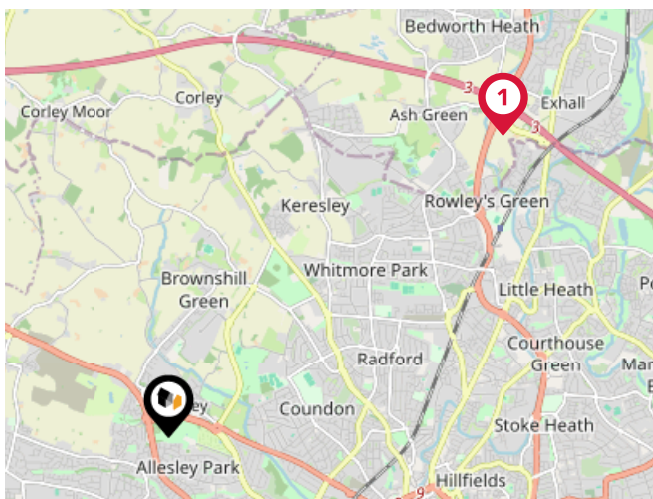 Bedworth Heath
3
1
Corley
Exhall
Corley Moor
Ash Green
3
Keresley
Rowley's Green
Whitmore Park
Brownshill
Green
Little Heath
Courthouse
Green
Radford
Coundon
Stoke Heath
Allesley Park
Hillfields
9